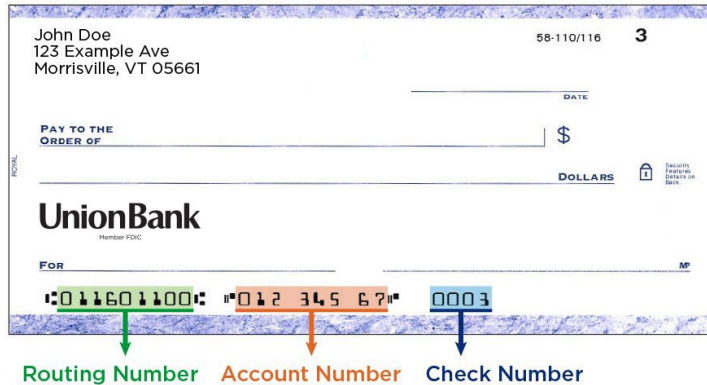 John Doe
123 Example Ave
Morrisville, VT 05661
58-110/116
3
DATE
PAY TO THE
ORDER OF
$
ROYAL
DOLLARS
Security
Features
Details on
Back.
UnionBank
Member FDIC
FOR
MP
⑆011601100⑆ ⑈012 345 67⑈ 0003
Routing Number Account Number Check Number